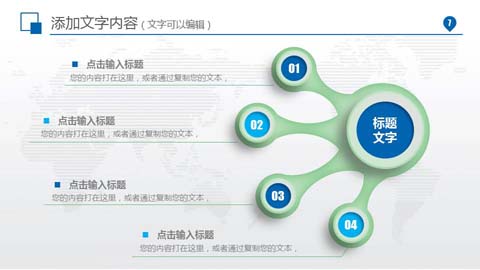 添加文字内容（文字可以编辑）
7
点击输入标题
您的内容打在这里，或者通过复制您的文本，
01
点击输入标题
您的内容打在这里，或者通过复制您的文本，
02
标题
文字
点击输入标题
您的内容打在这里，或者通过复制您的文本，
03
点击输入标题
您的内容打在这里，或者通过复制您的文本，
04